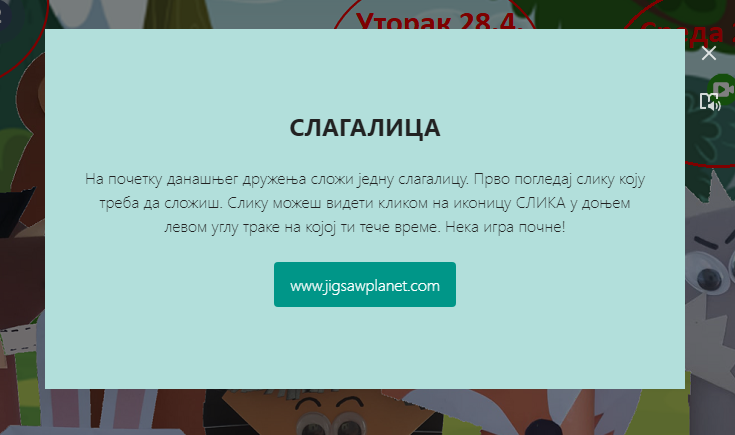 Уторак 28.4.
СЛАГАЛИЦА
На почетку данашњег дружења сложи једну слагалицу. Прво погледај слику коју
треба да сложиш. Слику можеш видети кликом на иконицу СЛИКА у доњем
левом углу траке на којој ти тече време. Нека игра почне!
www.jigsawplanet.com